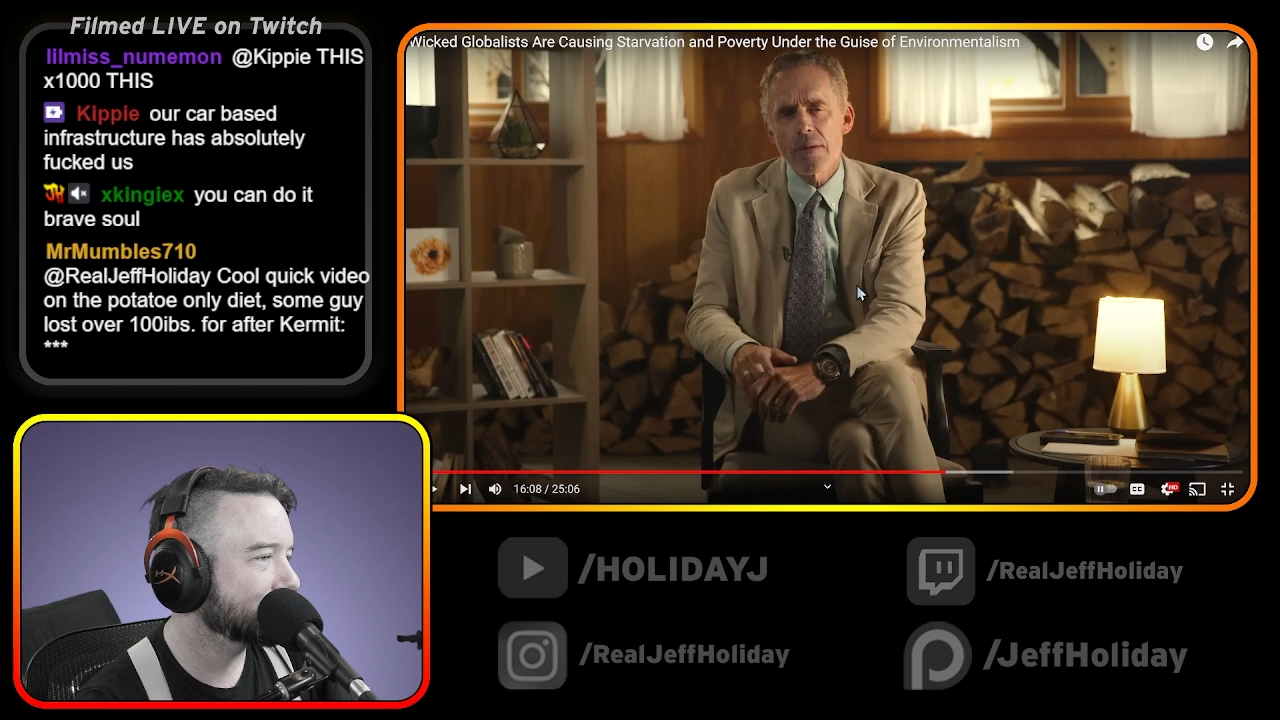 Filmed LIVE on Twitch
lilmiss_numemon @Kippie THIS
x1000 THIS
Kippie our car based
infrastructure has absolutely
fucked us
xkingiex you can do it
brave soul
MrMumbles710
@RealJeffHoliday Cool quick video
on the potatoe only diet, some guy
lost over 100ibs. for after Kermit:
***
Wicked Globalists Are Causing Starvation and Poverty Under the Guise of Environmentalism
16:08 / 25:06
CC
HD
/HOLIDAYJ
/RealJeffHoliday
/RealJeffHoliday
/JeffHoliday